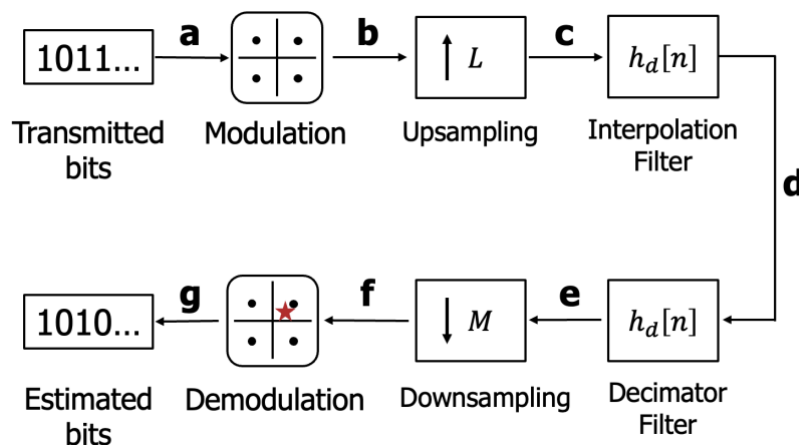 a
b
c
1011...
↑ L
h_d[n]
Transmitted
bits
Modulation
Upsampling
Interpolation
Filter
d
g
f
e
1010...
↓ M
h_d[n]
Estimated
bits
Demodulation
Downsampling
Decimator
Filter